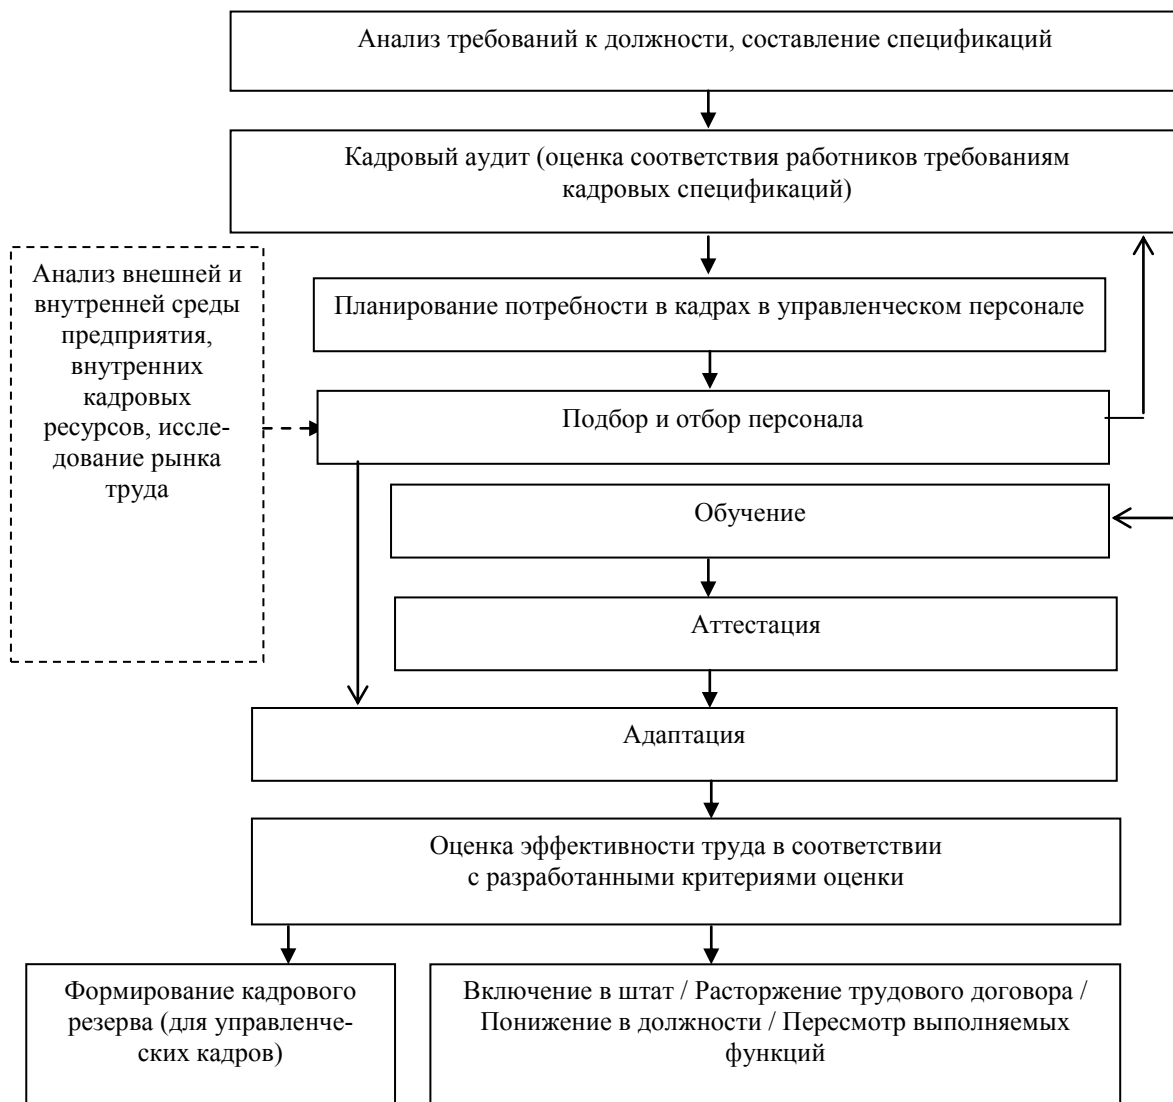 Анализ требований к должности, составление спецификаций
Кадровый аудит (оценка соответствия работников требованиям
кадровых спецификаций)
Анализ внешней и
внутренней среды
предприятия,
внутренних
кадровых
ресурсов, иссле-
дование рынка
труда
Планирование потребности в кадрах в управленческом персонале
Подбор и отбор персонала
Обучение
Аттестация
Адаптация
Оценка эффективности труда в соответствии
с разработанными критериями оценки
Формирование кадрового
резерва (для управленче-
ских кадров)
Включение в штат / Расторжение трудового договора /
Понижение в должности / Пересмотр выполняемых
функций